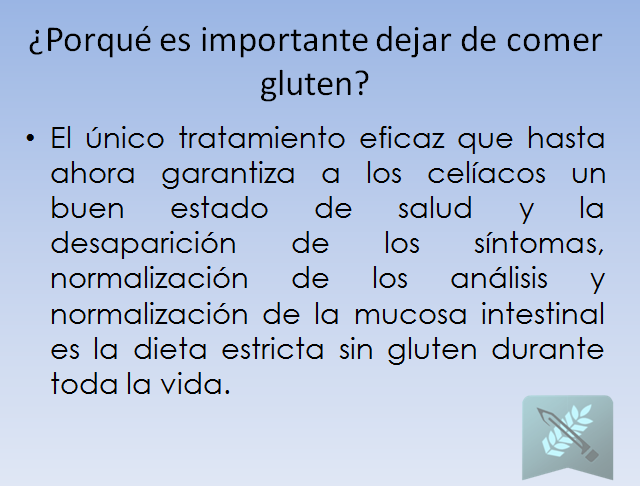 ¿Porqué es importante dejar de comer
gluten?
• El único tratamiento eficaz que hasta
ahora garantiza a los celíacos un
buen estado de salud y la
desaparición de los síntomas,
normalización de los análisis y
normalización de la mucosa intestinal
es la dieta estricta sin gluten durante
toda la vida.